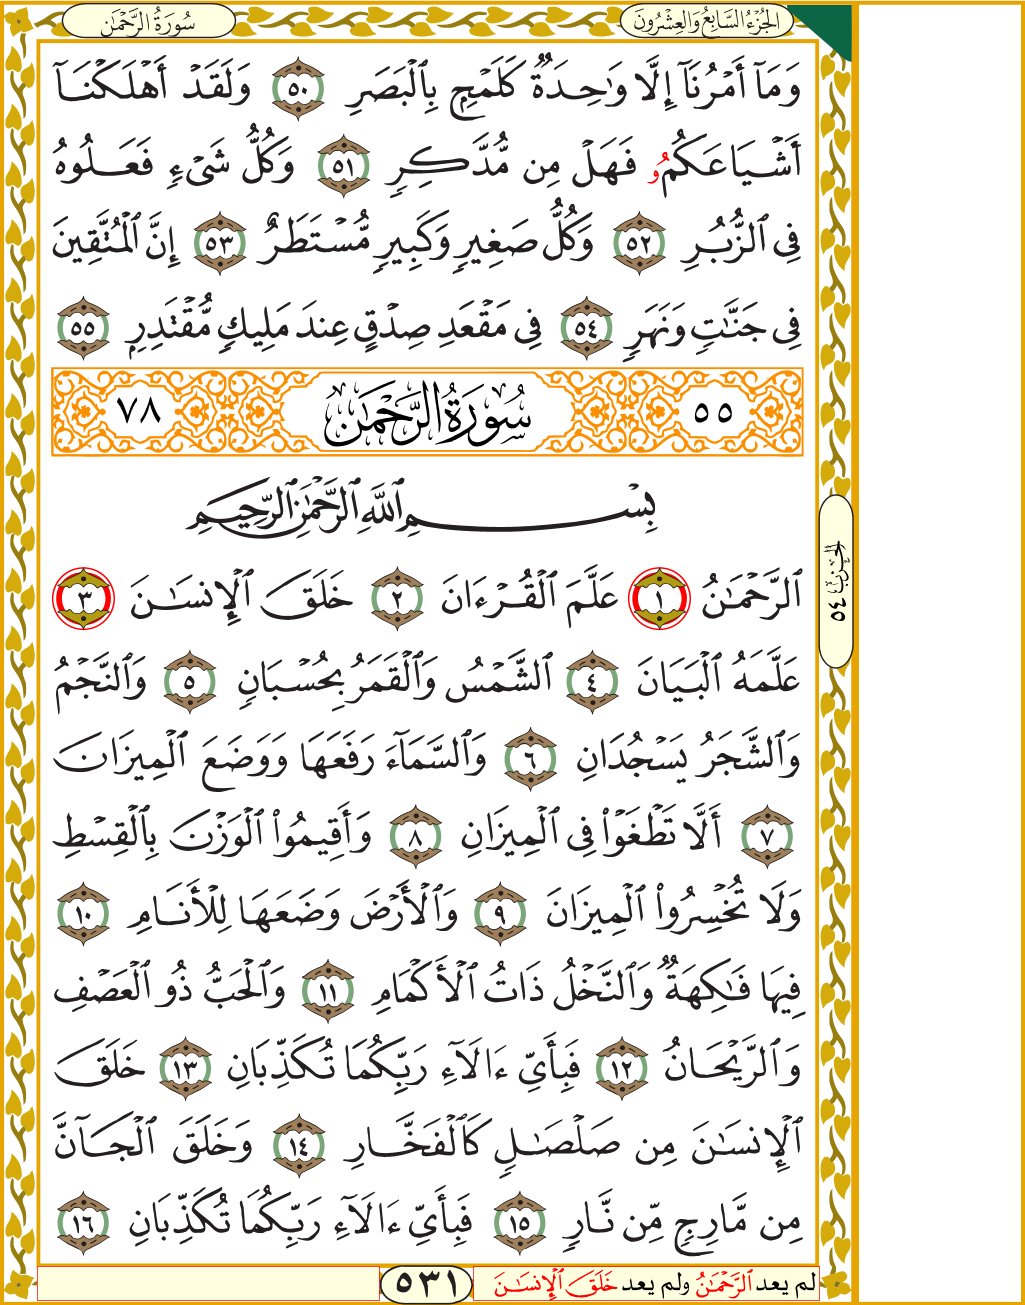 الجُزْءُ السَّابِعُ وَالعِشْرُونَ
سُورَةُ الرَّحْمَٰن
وَمَآ أَمْرُنَآ إِلَّا وَٰحِدَةٌ كَلَمْحٍۭ بِٱلْبَصَرِ ٥٠ وَلَقَدْ أَهْلَكْنَآ
أَشْيَاعَكُمُۥ فَهَلْ مِن مُّدَّكِرٍ ٥١ وَكُلُّ شَىْءٍ فَعَلُوهُ
فِى ٱلزُّبُرِ ٥٢ وَكُلُّ صَغِيرٍ وَكَبِيرٍ مُّسْتَطَرٌ ٥٣ إِنَّ ٱلْمُتَّقِينَ
فِى جَنَّٰتٍ وَنَهَرٍ ٥٤ فِى مَقْعَدِ صِدْقٍ عِندَ مَلِيكٍ مُّقْتَدِرٍۭ ٥٥
٥٥ سُورَةُ الرَّحْمَٰن ٧٨
بِسْمِ ٱللَّهِ ٱلرَّحْمَٰنِ ٱلرَّحِيمِ
ٱلرَّحْمَٰنُ ١ عَلَّمَ ٱلْقُرْءَانَ ٢ خَلَقَ ٱلْإِنسَٰنَ ٣
عَلَّمَهُ ٱلْبَيَانَ ٤ ٱلشَّمْسُ وَٱلْقَمَرُ بِحُسْبَانٍ ٥ وَٱلنَّجْمُ
وَٱلشَّجَرُ يَسْجُدَانِ ٦ وَٱلسَّمَآءَ رَفَعَهَا وَوَضَعَ ٱلْمِيزَانَ
٧ أَلَّا تَطْغَوْا۟ فِى ٱلْمِيزَانِ ٨ وَأَقِيمُوا۟ ٱلْوَزْنَ بِٱلْقِسْطِ
وَلَا تُخْسِرُوا۟ ٱلْمِيزَانَ ٩ وَٱلْأَرْضَ وَضَعَهَا لِلْأَنَامِ ١٠
فِيهَا فَٰكِهَةٌ وَٱلنَّخْلُ ذَاتُ ٱلْأَكْمَامِ ١١ وَٱلْحَبُّ ذُو ٱلْعَصْفِ
وَٱلرَّيْحَانُ ١٢ فَبِأَىِّ ءَالَآءِ رَبِّكُمَا تُكَذِّبَانِ ١٣ خَلَقَ
ٱلْإِنسَٰنَ مِن صَلْصَٰلٍ كَٱلْفَخَّارِ ١٤ وَخَلَقَ ٱلْجَآنَّ
مِن مَّارِجٍ مِّن نَّارٍ ١٥ فَبِأَىِّ ءَالَآءِ رَبِّكُمَا تُكَذِّبَانِ ١٦
الحزب ٥٤
لم يعد ٱلرَّحْمَٰنُ ولم يعد خَلَقَ ٱلْإِنسَٰنَ
٥٣١